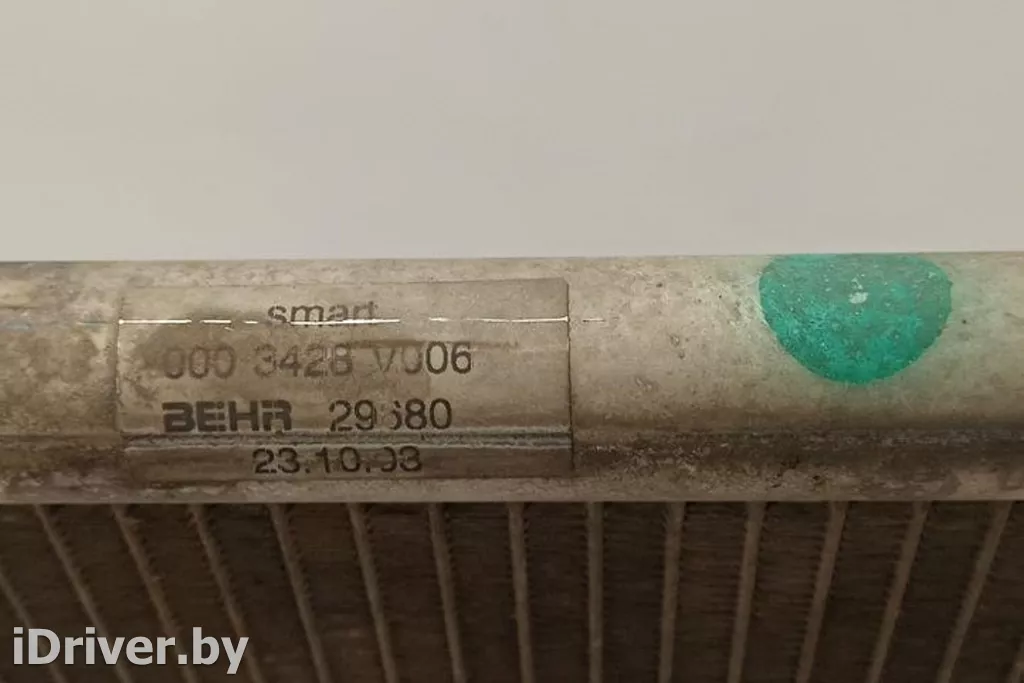 smart
000 3428 V006
BEHR 29680
23.10.03
iDriver.by